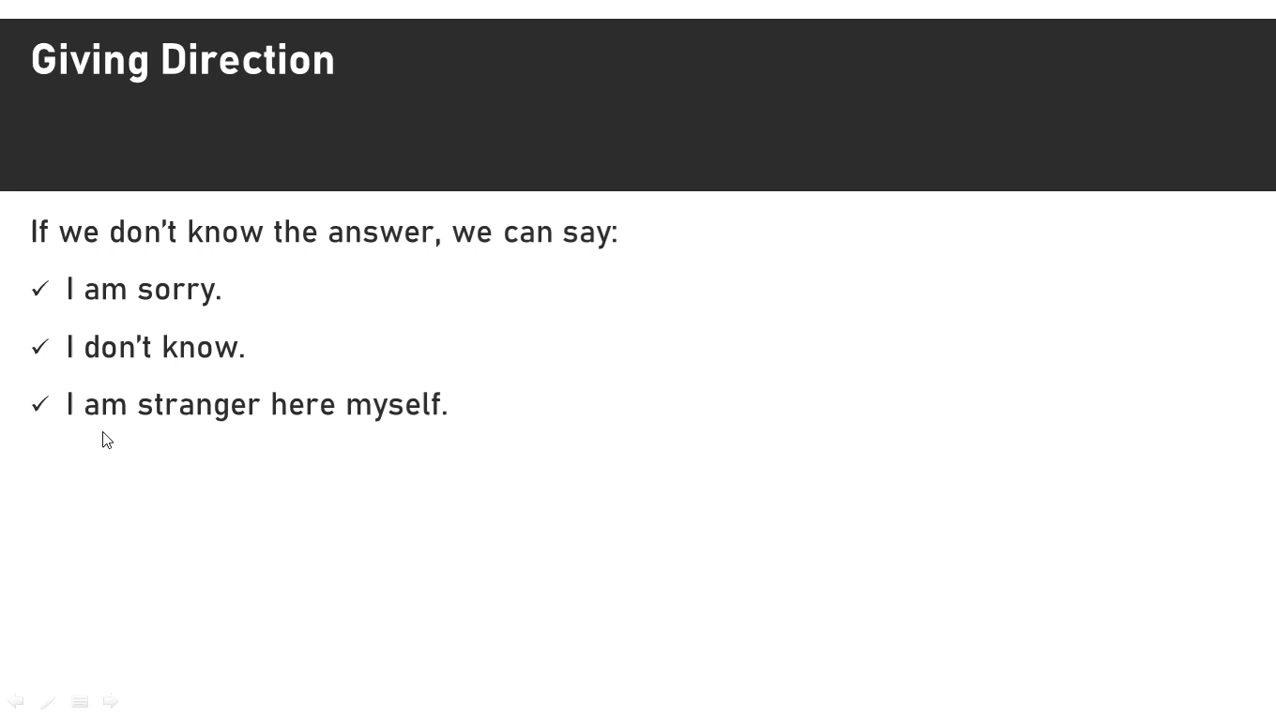 Giving Direction
If we don't know the answer, we can say:
✓ I am sorry.
✓ I don't know.
✓ I am stranger here myself.